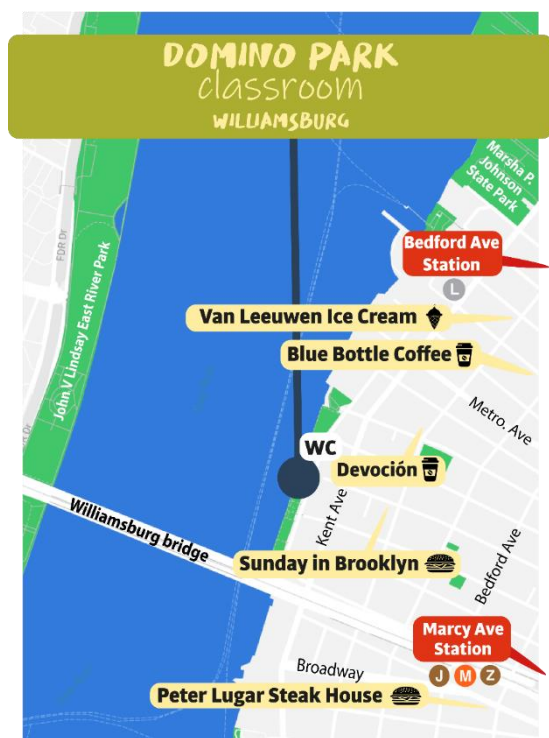 DOMINO PARK
classroom
WILLIAMSBURG
Marsha P.
Johnson
State Park
FDR Dr
Bedford Ave
Station
L
John V Lindsay East River Park
Van Leeuwen Ice Cream
Blue Bottle Coffee
Metro. Ave
WC
Devoción
Kent Ave
Williamsburg bridge
Bedford Ave
Sunday in Brooklyn
Marcy Ave
Station
J M Z
Broadway
Peter Lugar Steak House